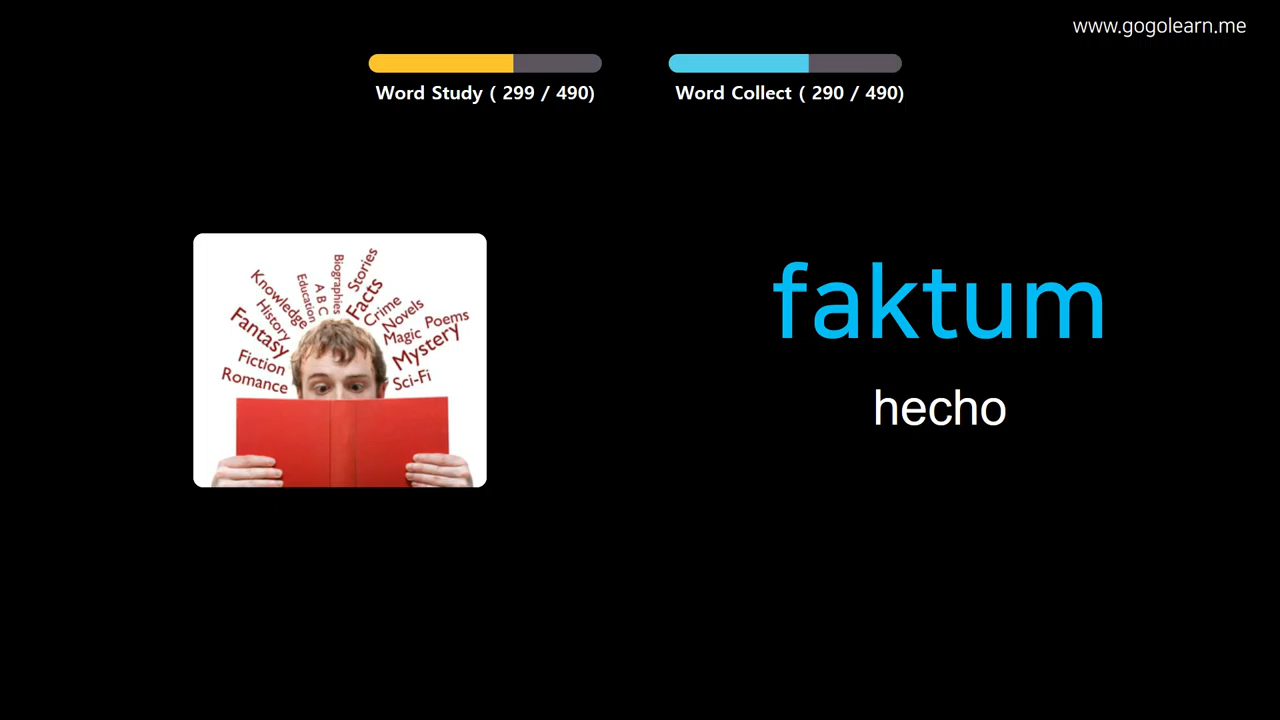 www.gogolearn.me
Word Study ( 299 / 490)
Word Collect ( 290 / 490)
Stories
Biographies
Facts
Knowledge
Education
A B C
Crime
History
Novels
Poems
Fantasy
Magic
Mystery
Fiction
Romance
Sci-Fi
faktum
hecho